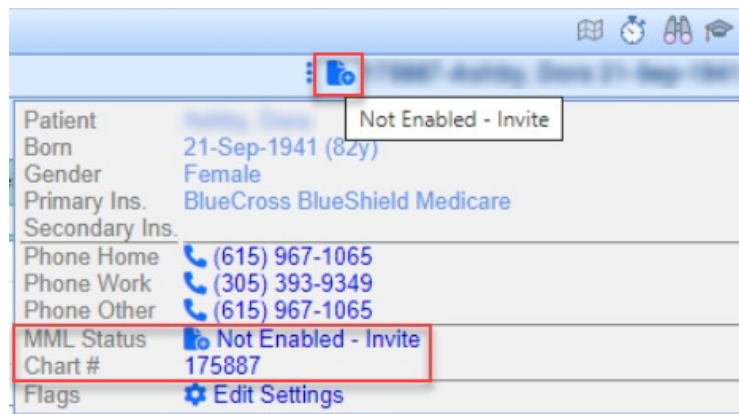 Not Enabled - Invite
Patient
Born 21-Sep-1941 (82y)
Gender Female
Primary Ins. BlueCross BlueShield Medicare
Secondary Ins.
Phone Home (615) 967-1065
Phone Work (305) 393-9349
Phone Other (615) 967-1065
MML Status Not Enabled - Invite
Chart # 175887
Flags Edit Settings